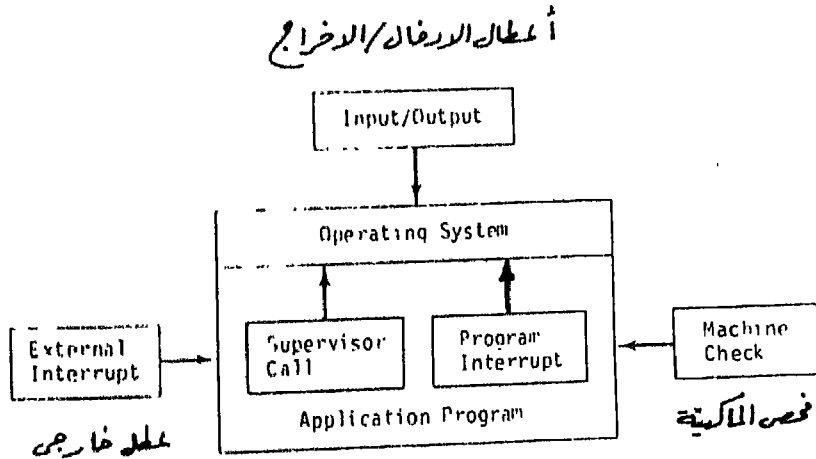 أعطال الادخال/الاخراج
Input/Output
Operating System
Supervisor
Call
Program
Interrupt
External
Interrupt
Machine
Check
Application Program
عطل خارجى
فحص الماكينة